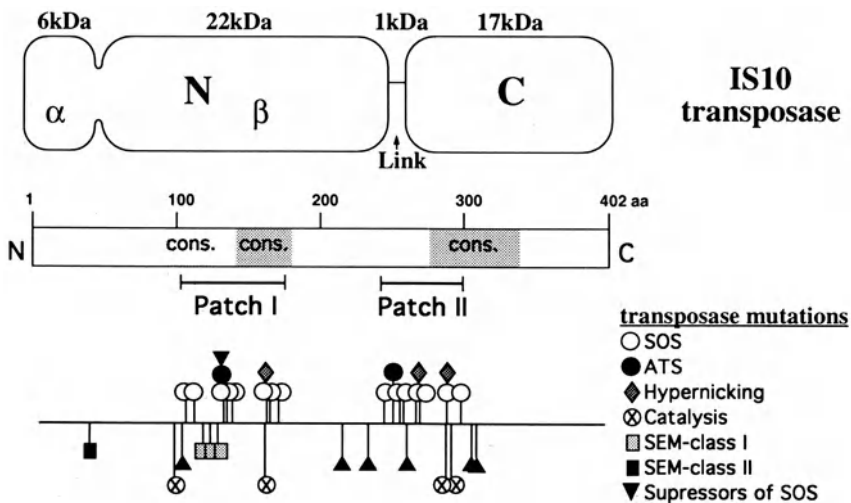 6kDa 22kDa 1kDa 17kDa
α N β C
Link
IS10
transposase
1 100 200 300 402 aa
N cons. cons. cons. C
Patch I Patch II
transposase mutations
SOS
ATS
Hypernicking
Catalysis
SEM-class I
SEM-class II
Supressors of SOS